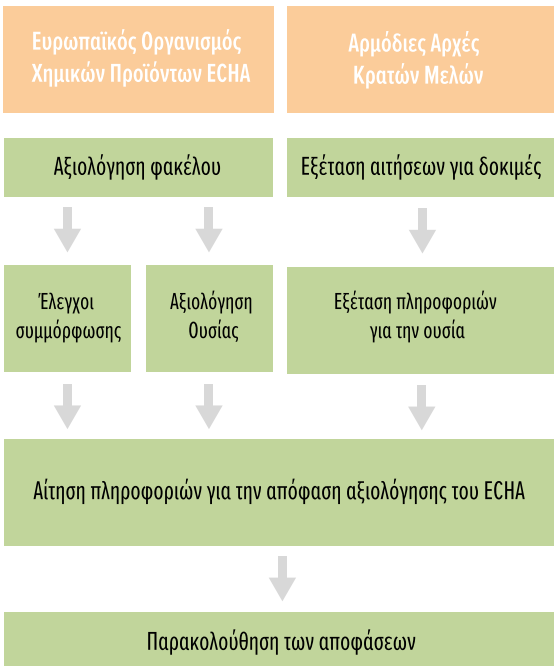 Ευρωπαϊκός Οργανισμός
Χημικών Προϊόντων ECHA
Αρμόδιες Αρχές
Κρατών Μελών
Αξιολόγηση φακέλου
Εξέταση αιτήσεων για δοκιμές
Έλεγχοι
συμμόρφωσης
Αξιολόγηση
Ουσίας
Εξέταση πληροφοριών
για την ουσία
Αίτηση πληροφοριών για την απόφαση αξιολόγησης του ECHA
Παρακολούθηση των αποφάσεων